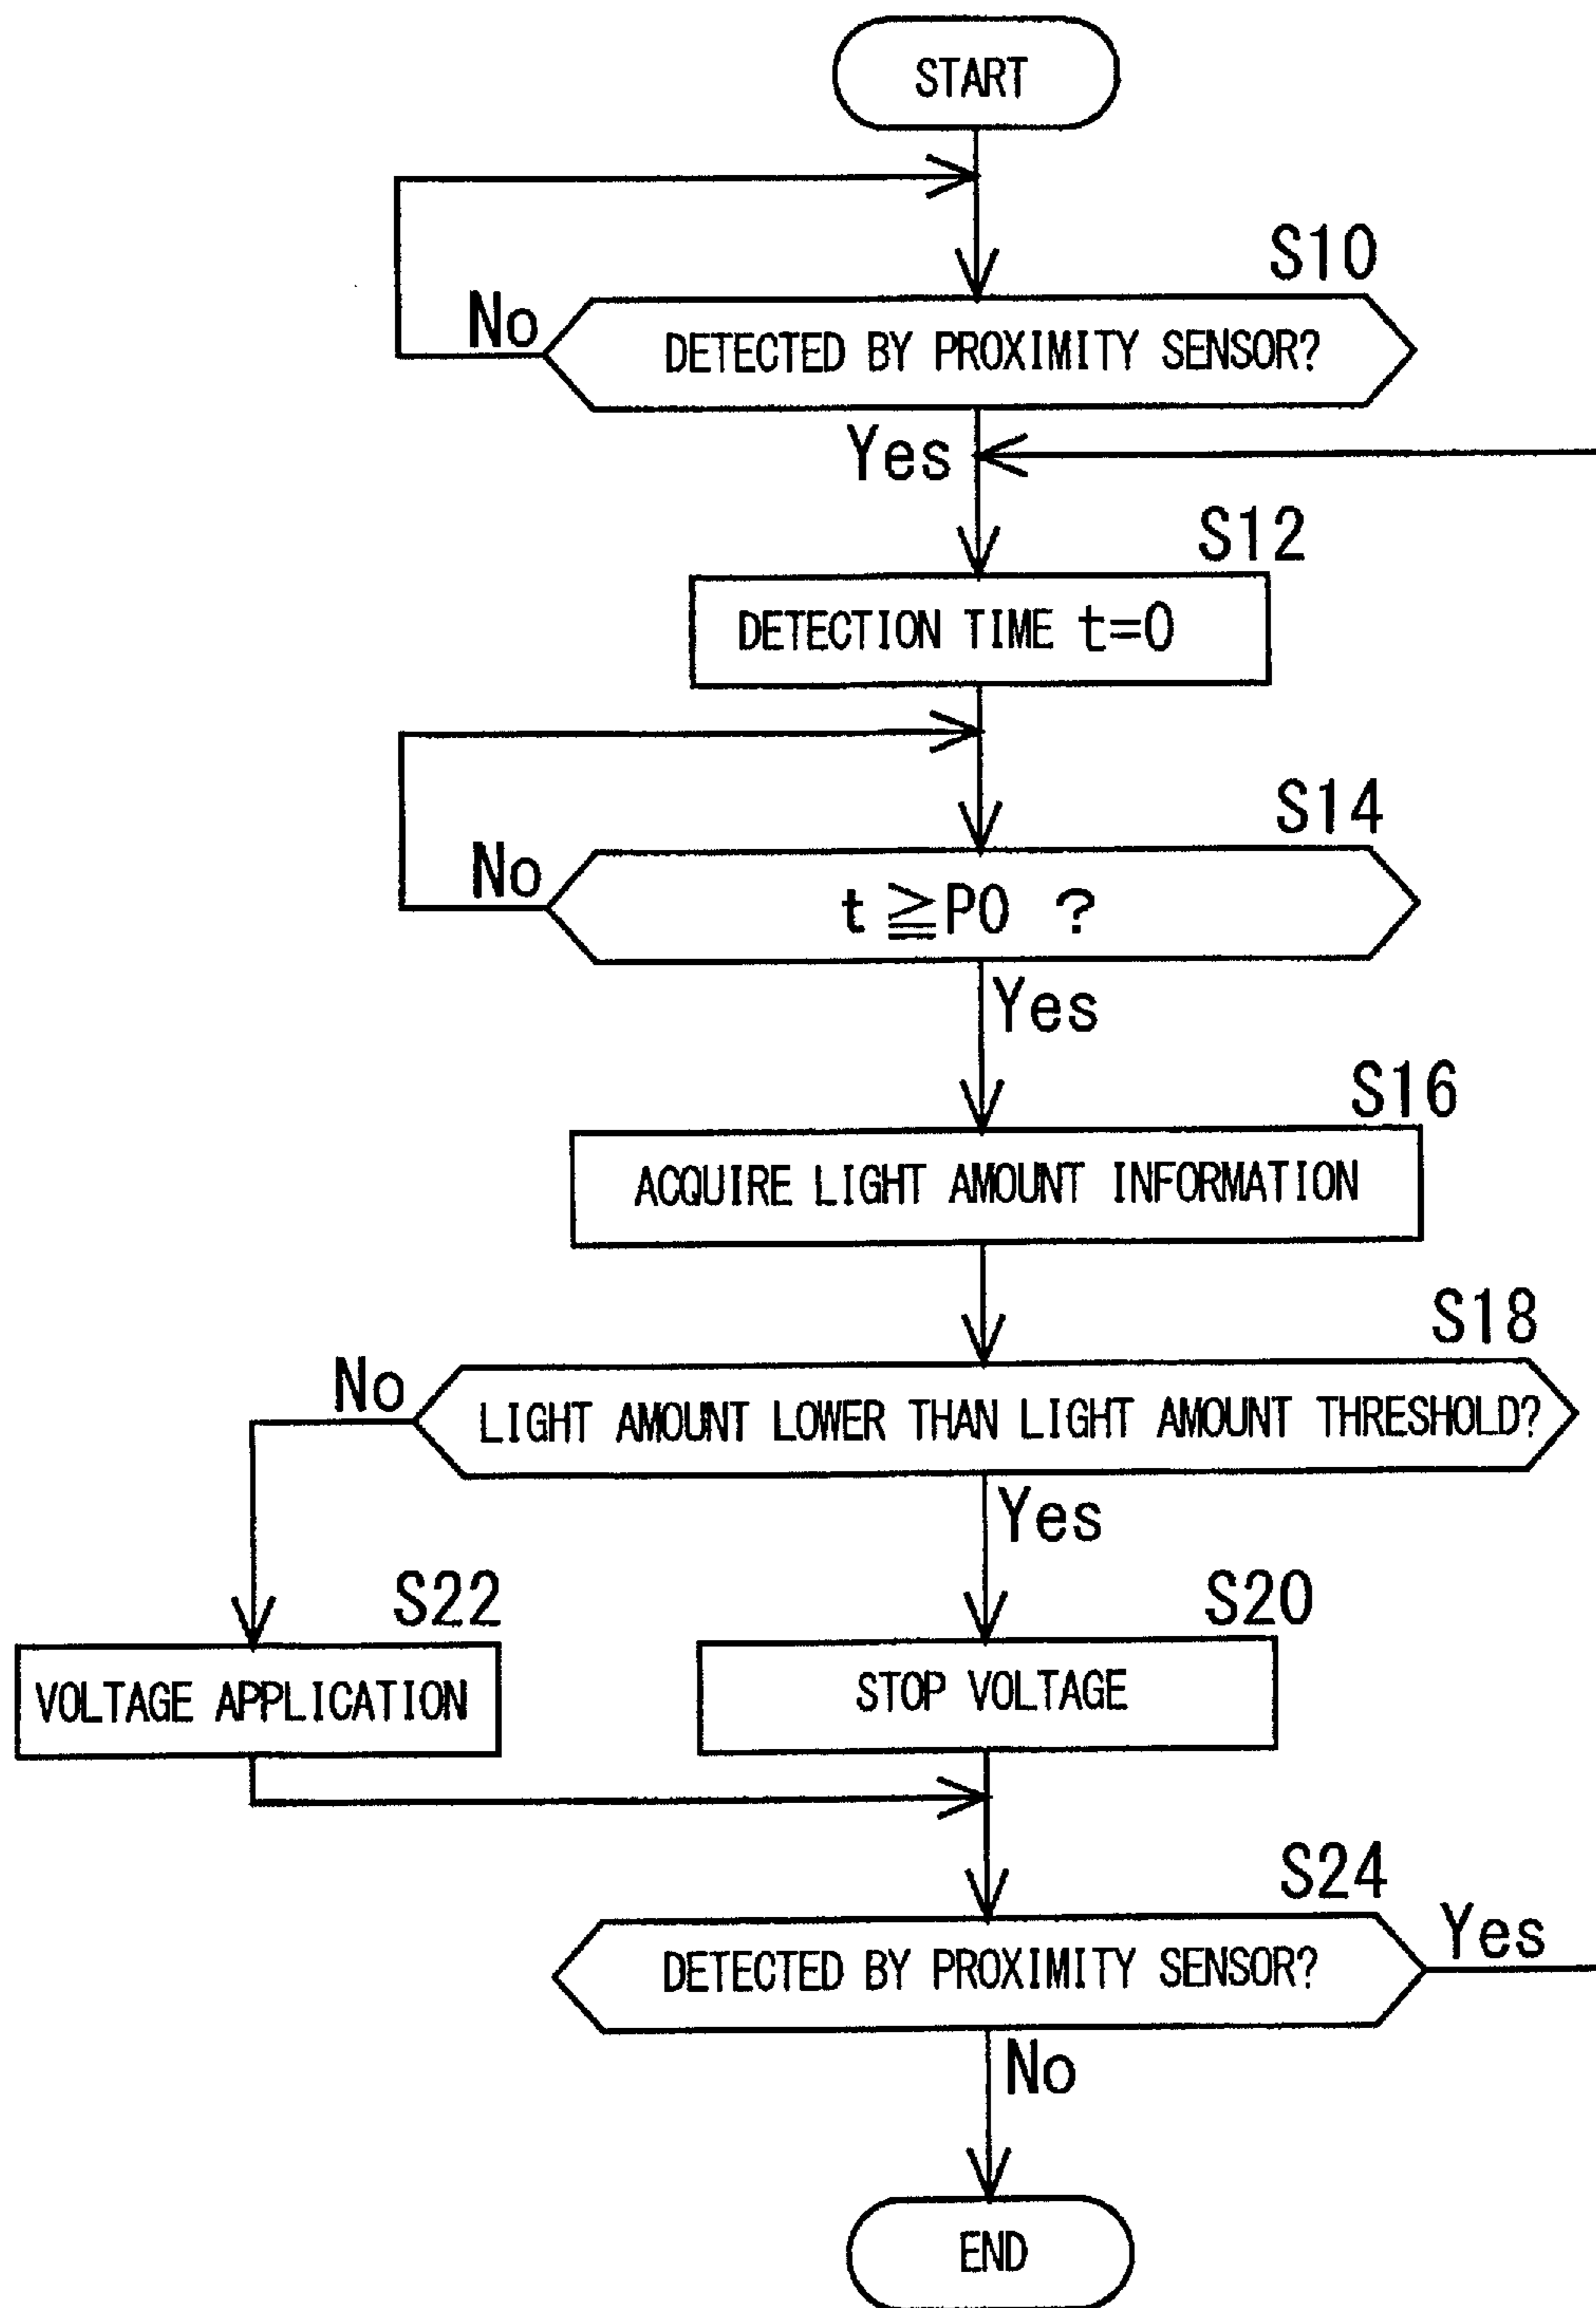 START
S10
No
DETECTED BY PROXIMITY SENSOR?
Yes
S12
DETECTION TIME t=0
S14
No
t ≧P0 ?
Yes
S16
ACQUIRE LIGHT AMOUNT INFORMATION
S18
No
LIGHT AMOUNT LOWER THAN LIGHT AMOUNT THRESHOLD?
Yes
S22
S20
VOLTAGE APPLICATION
STOP VOLTAGE
S24
DETECTED BY PROXIMITY SENSOR?
Yes
No
END